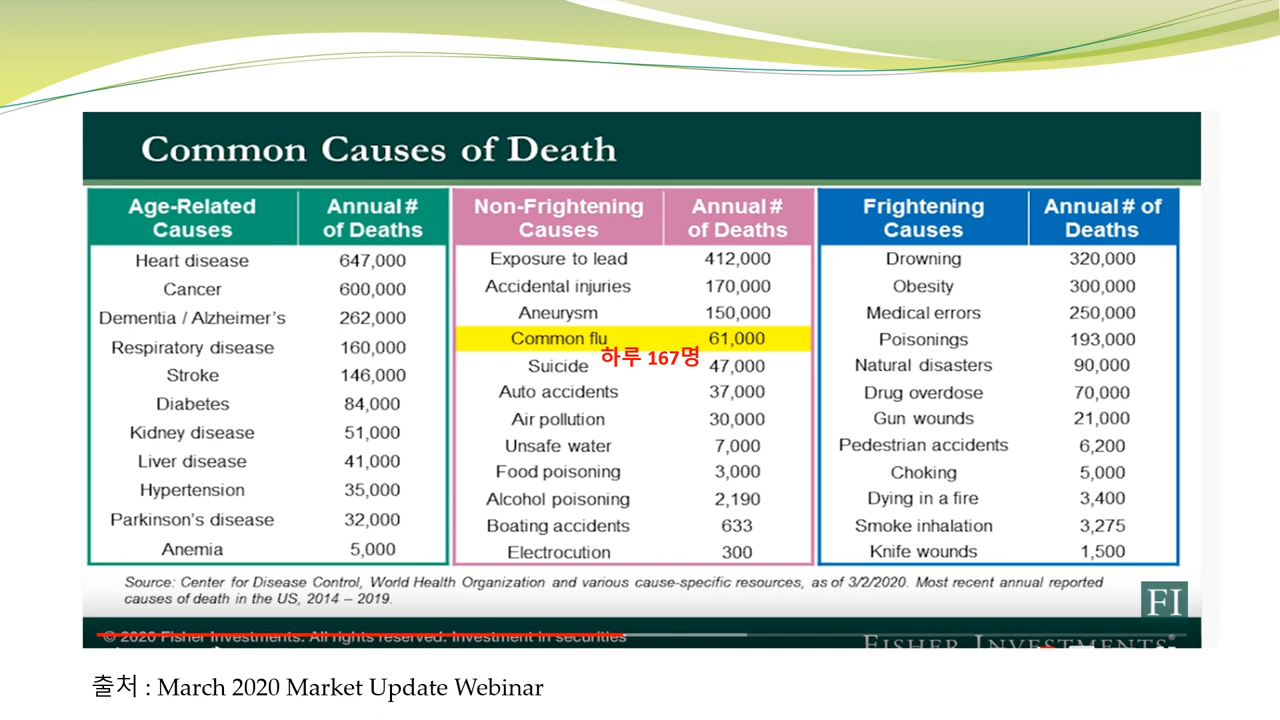 Common Causes of Death
Age-Related Causes Annual # of Deaths
Heart disease 647,000
Cancer 600,000
Dementia / Alzheimer's 262,000
Respiratory disease 160,000
Stroke 146,000
Diabetes 84,000
Kidney disease 51,000
Liver disease 41,000
Hypertension 35,000
Parkinson's disease 32,000
Anemia 5,000
Non-Frightening Causes Annual # of Deaths
Exposure to lead 412,000
Accidental injuries 170,000
Aneurysm 150,000
Common flu 61,000
하루 167명
Suicide 47,000
Auto accidents 37,000
Air pollution 30,000
Unsafe water 7,000
Food poisoning 3,000
Alcohol poisoning 2,190
Boating accidents 633
Electrocution 300
Frightening Causes Annual # of Deaths
Drowning 320,000
Obesity 300,000
Medical errors 250,000
Poisonings 193,000
Natural disasters 90,000
Drug overdose 70,000
Gun wounds 21,000
Pedestrian accidents 6,200
Choking 5,000
Dying in a fire 3,400
Smoke inhalation 3,275
Knife wounds 1,500
Source: Center for Disease Control, World Health Organization and various cause-specific resources, as of 3/2/2020. Most recent annual reported
causes of death in the US, 2014 – 2019.
FI
© 2020 Fisher Investments. All rights reserved. Investment in securities
FISHER INVESTMENTS®
출처 : March 2020 Market Update Webinar